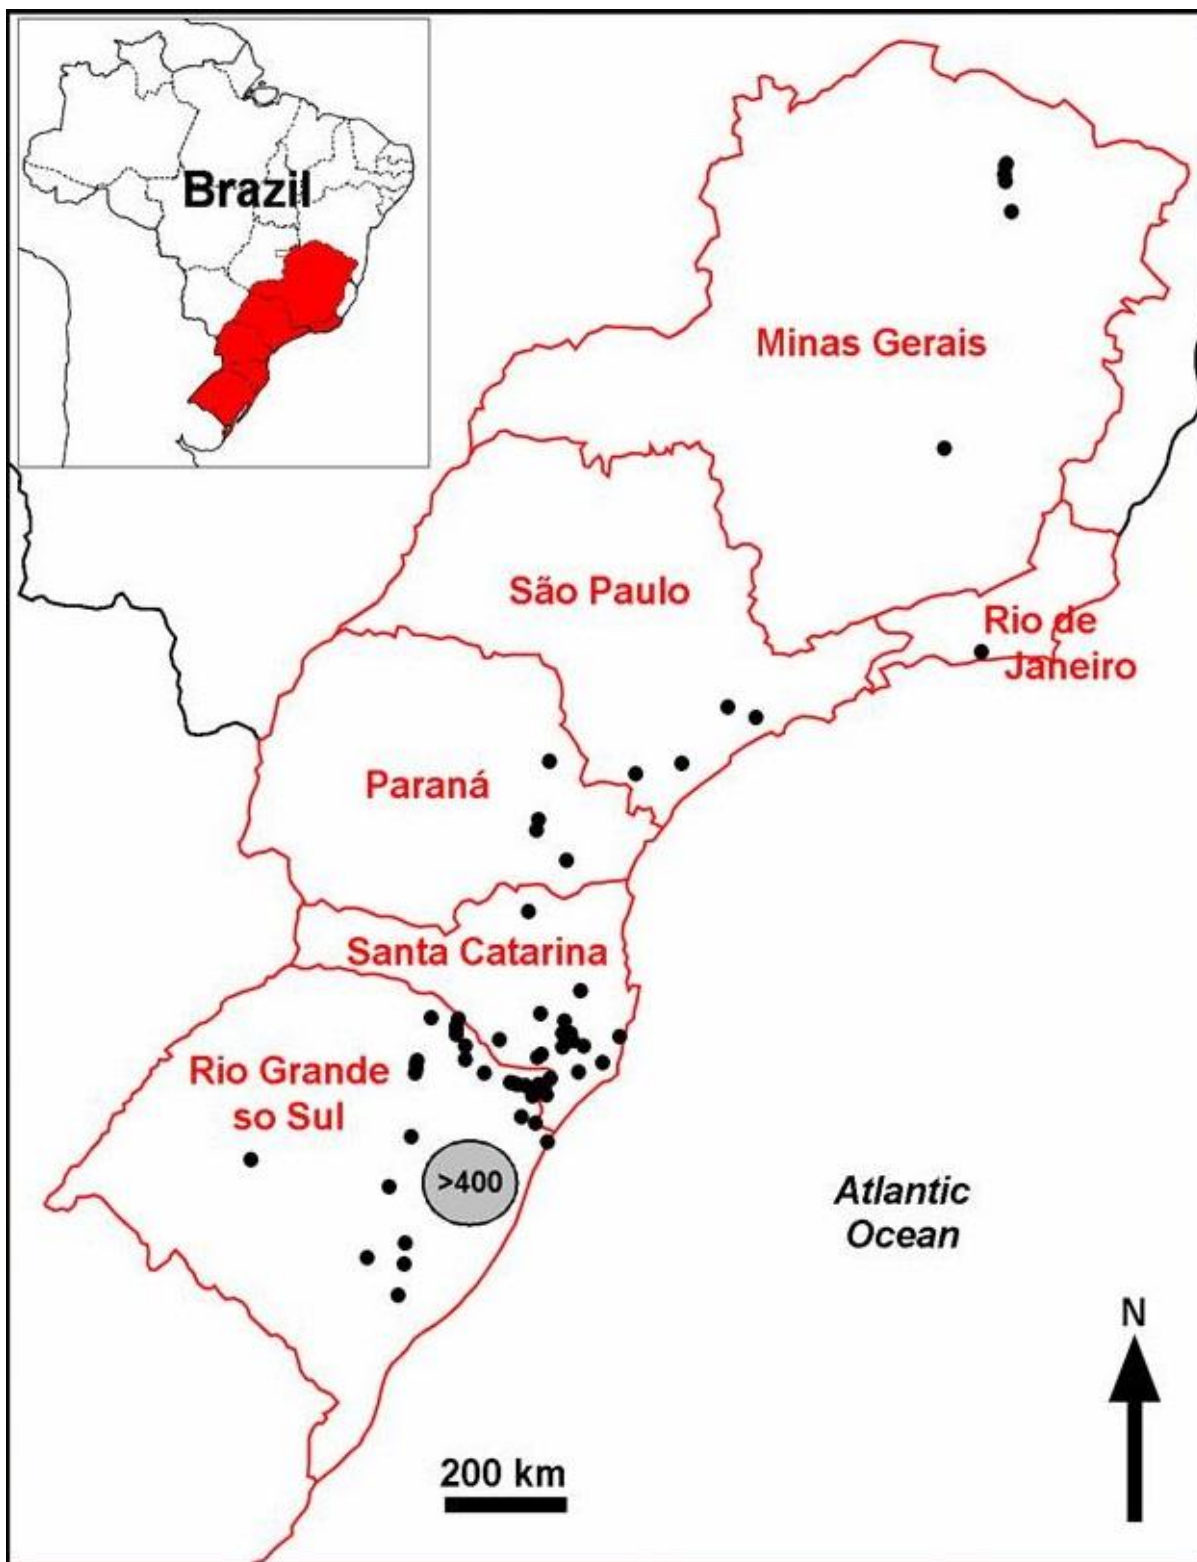 Brazil
Minas Gerais
São Paulo
Rio de
Janeiro
Paraná
Santa Catarina
Rio Grande
so Sul
>400
Atlantic
Ocean
N
200 km